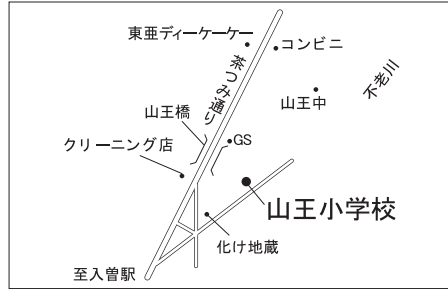 東亜ディーケーケー
コンビニ
茶つみ通り
山王中
不老川
山王橋
クリーニング店
GS
山王小学校
化け地蔵
至入曽駅